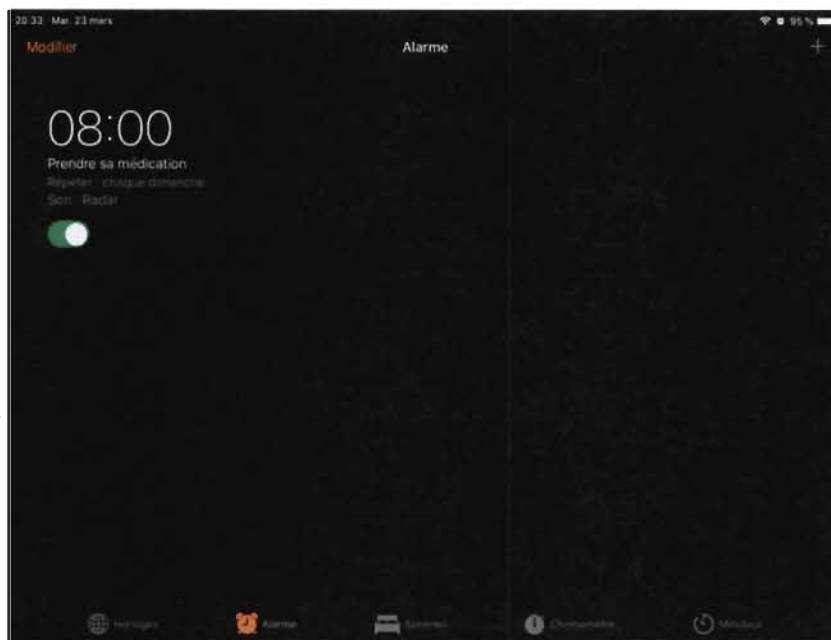 20:33 Mar. 23 mars
95 %
Modifier
Alarme
08:00
Prendre sa médication
Répéter : chaque dimanche
Son : Radar
Horloges
Alarme
Sommeil
Chronomètre
Minuteur